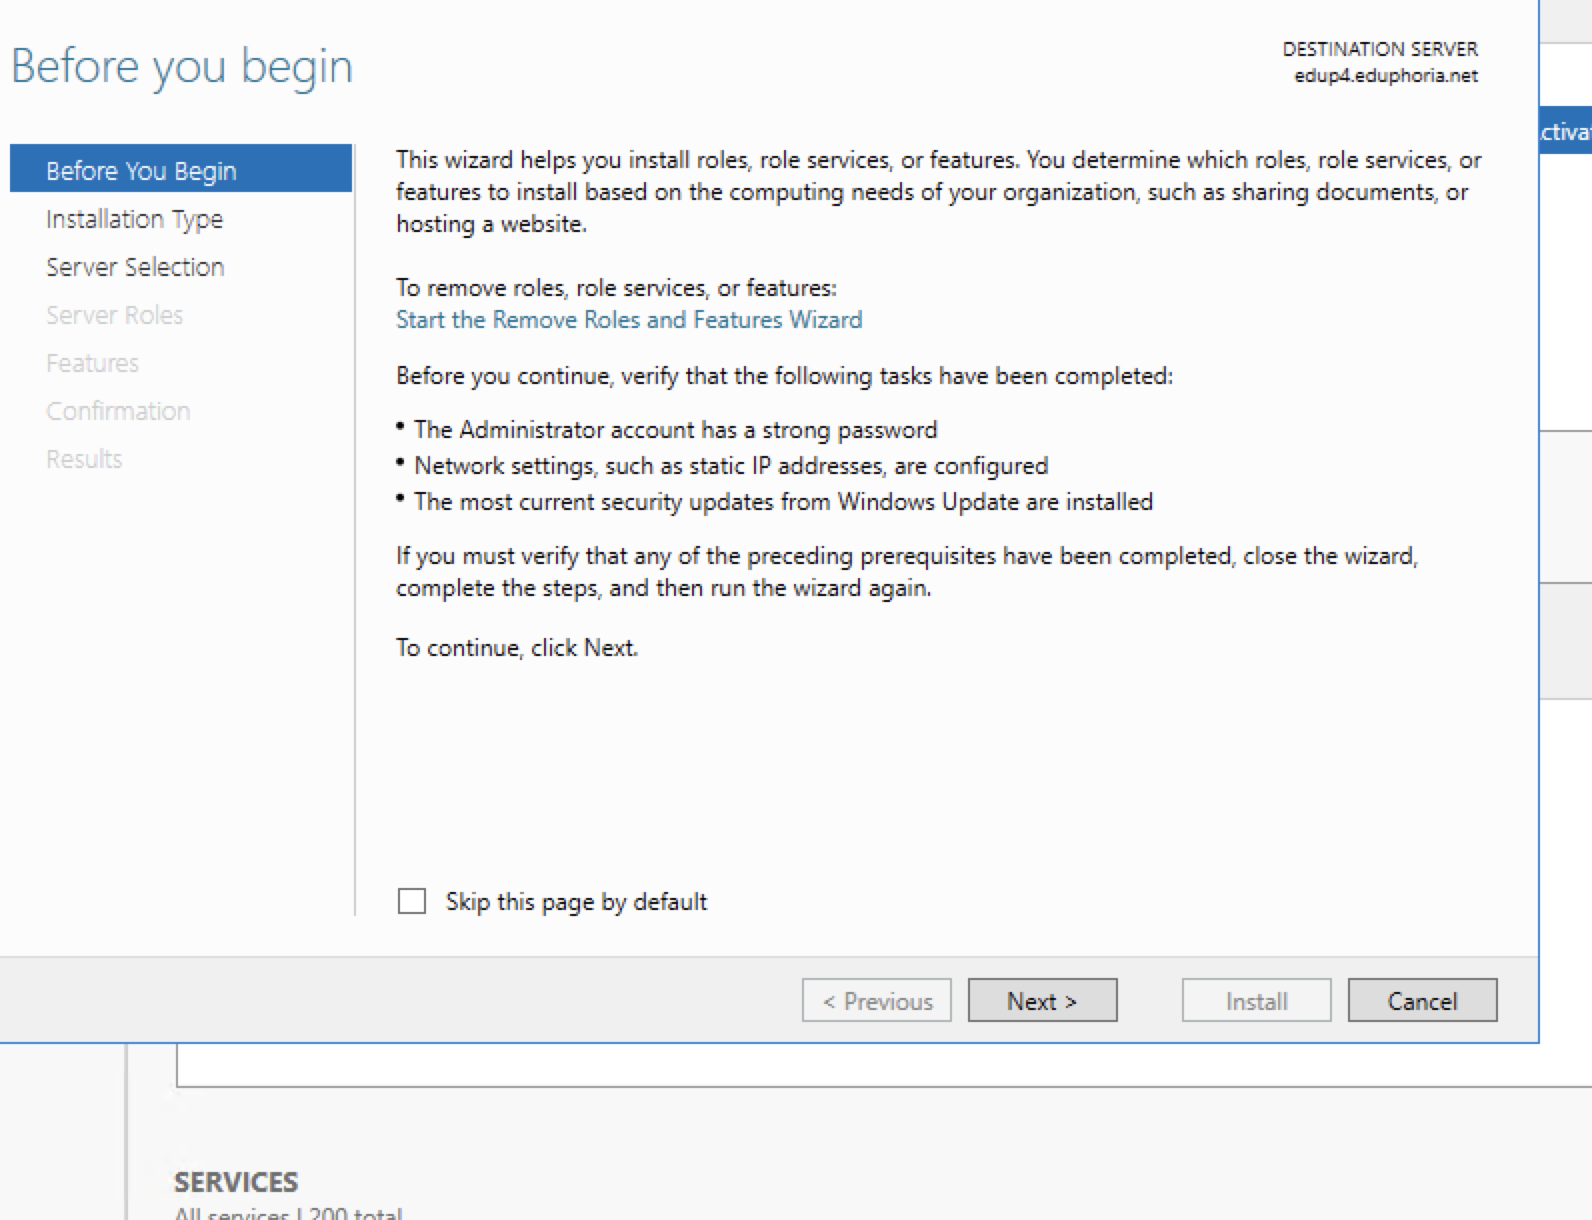 Before you begin
DESTINATION SERVER
edup4.eduphoria.net
Before You Begin
Installation Type
Server Selection
Server Roles
Features
Confirmation
Results
This wizard helps you install roles, role services, or features. You determine which roles, role services, or
features to install based on the computing needs of your organization, such as sharing documents, or
hosting a website.
To remove roles, role services, or features:
Start the Remove Roles and Features Wizard
Before you continue, verify that the following tasks have been completed:
• The Administrator account has a strong password
• Network settings, such as static IP addresses, are configured
• The most current security updates from Windows Update are installed
If you must verify that any of the preceding prerequisites have been completed, close the wizard,
complete the steps, and then run the wizard again.
To continue, click Next.
Skip this page by default
< Previous
Next >
Install
Cancel
SERVICES
All services | 200 total